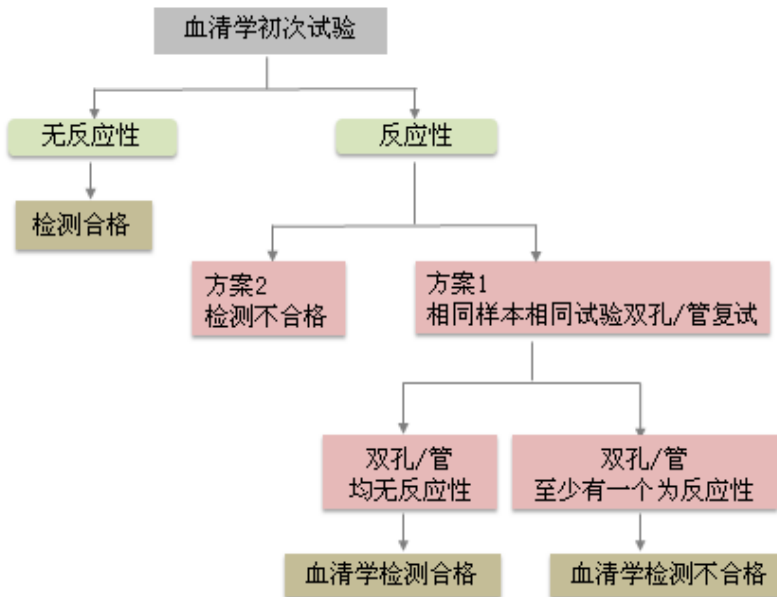 血清学初次试验
无反应性
反应性
检测合格
方案2
检测不合格
方案1
相同样本相同试验双孔/管复试
双孔/管
均无反应性
双孔/管
至少有一个为反应性
血清学检测合格
血清学检测不合格